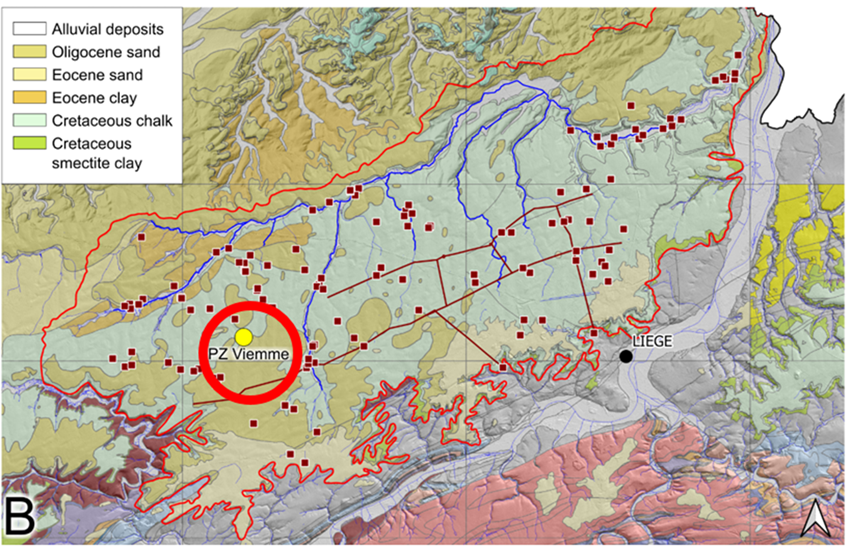 Alluvial deposits
Oligocene sand
Eocene sand
Eocene clay
Cretaceous chalk
Cretaceous
smectite clay
PZ Viemme
LIEGE
B